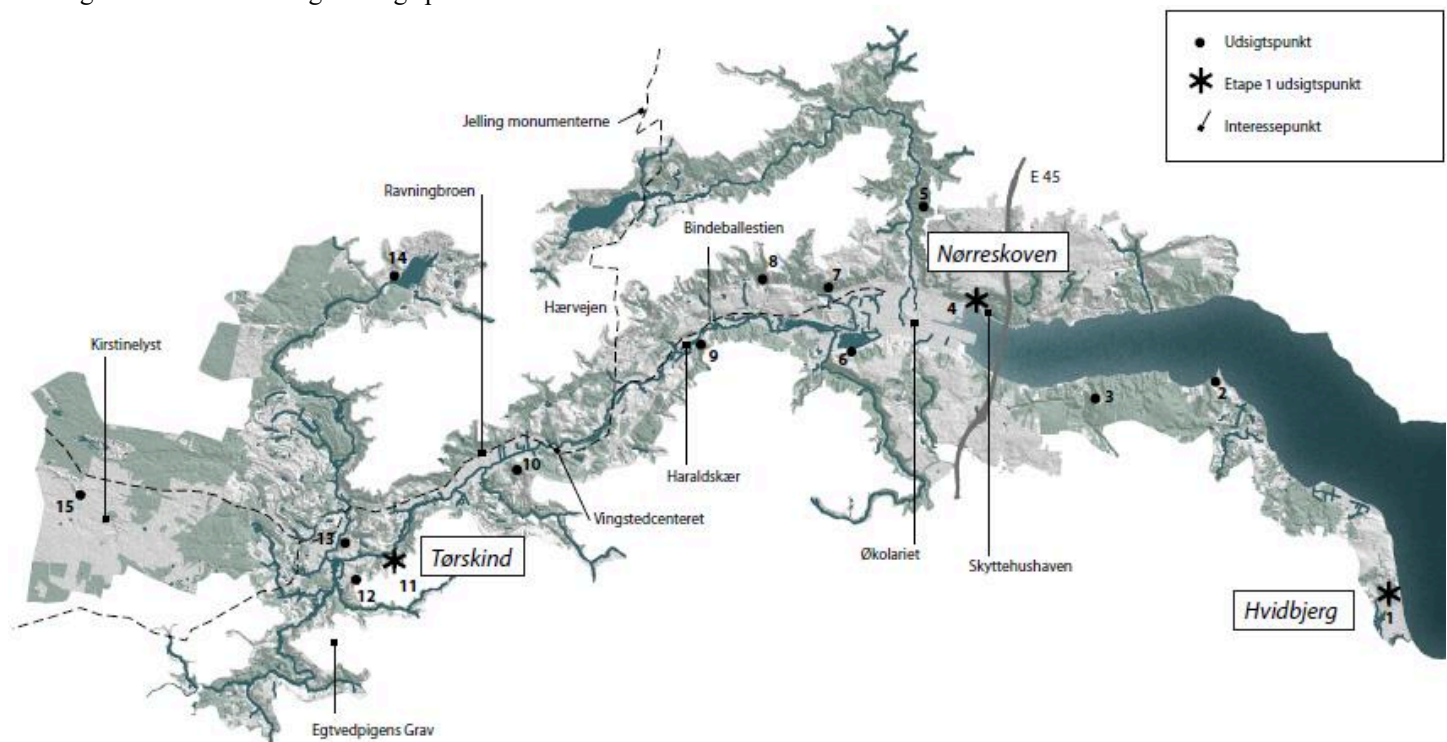 Udsigtspunkt
Etape 1 udsigtspunkt
Interessepunkt
Jelling monumenterne
E 45
Ravningbroen
5
Bindeballestien
Nørreskoven
14
8
7
4
Hærvejen
Kirstinelyst
9
6
3
2
10
Haraldskær
15
Vingstedcenteret
13
Tørskind
Økolariet
Skyttehushaven
11
12
Hvidbjerg
1
Egtvedpigens Grav